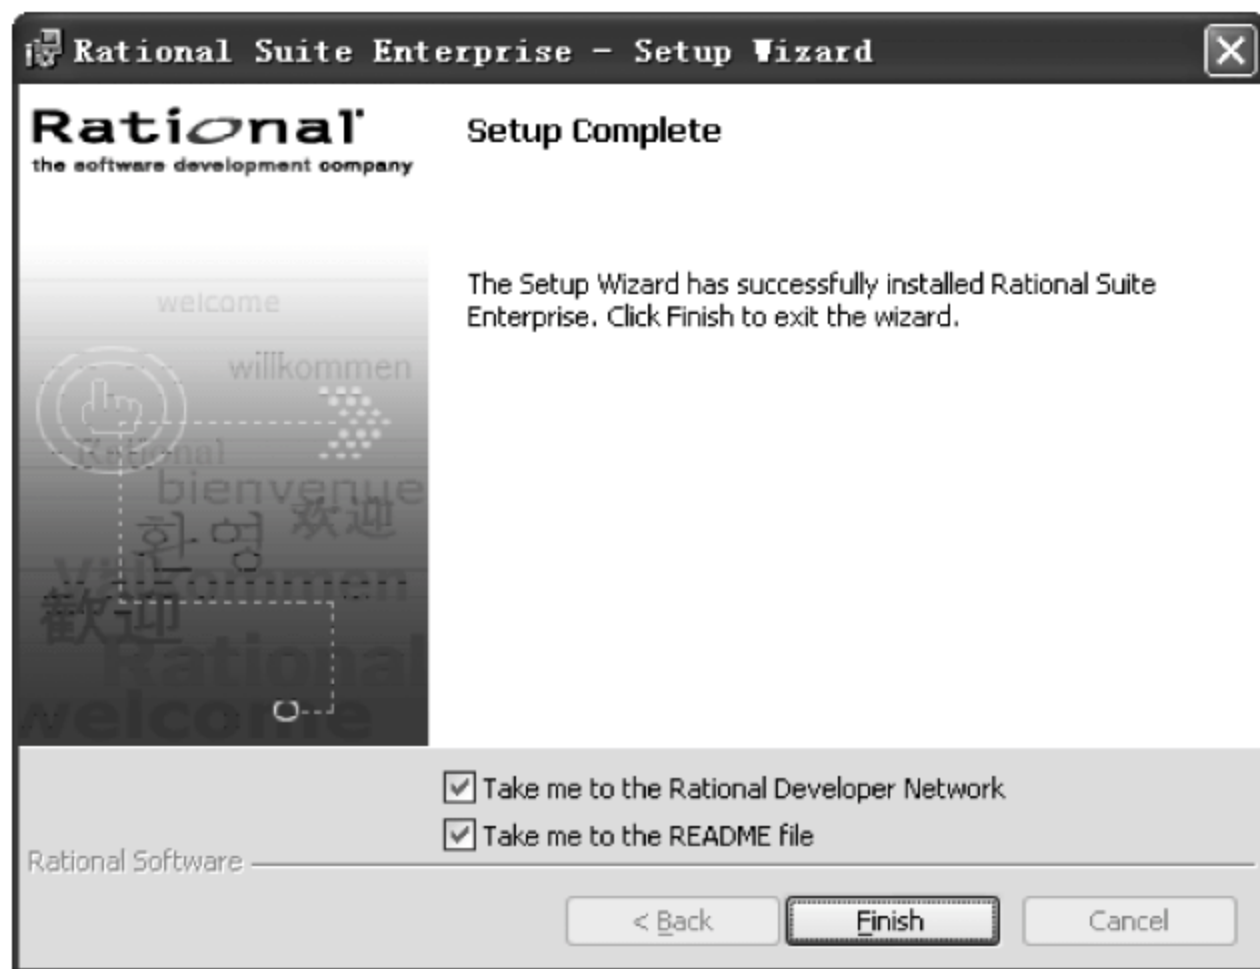 Rational Suite Enterprise - Setup Wizard
Rational
the software development company
Setup Complete
The Setup Wizard has successfully installed Rational Suite
Enterprise. Click Finish to exit the wizard.
welcome
willkommen
Rational
bienvenue
환영 欢迎
Välkommen
歡迎
Rational
welcome
Take me to the Rational Developer Network
Take me to the README file
Rational Software
< Back Finish Cancel